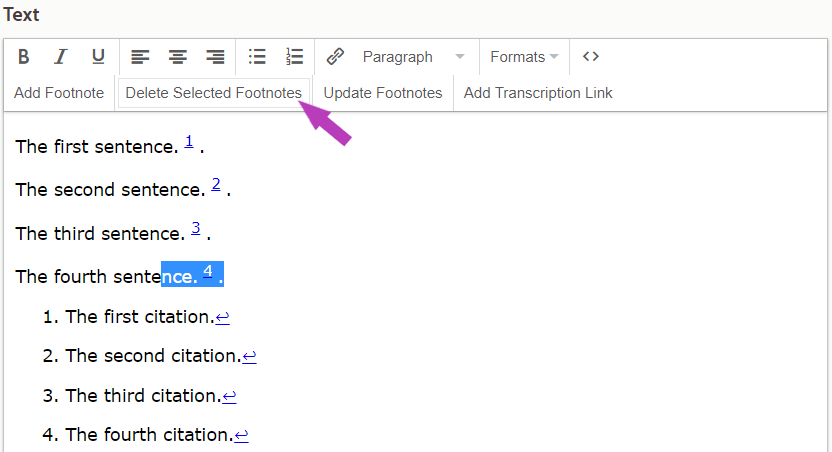 Text
B I U Paragraph Formats <>
Add Footnote Delete Selected Footnotes Update Footnotes Add Transcription Link
The first sentence. 1 .
The second sentence. 2 .
The third sentence. 3 .
The fourth sentence. 4 .
1. The first citation.↩
2. The second citation.↩
3. The third citation.↩
4. The fourth citation.↩